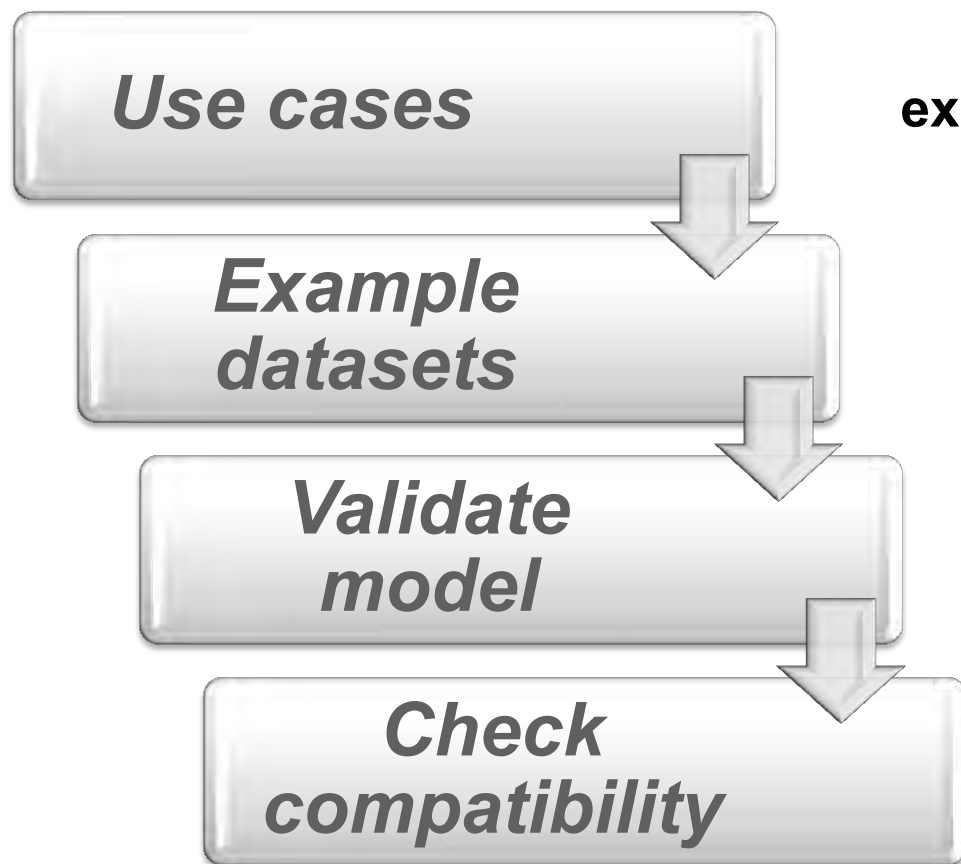 Use cases
ex
Example
datasets
Validate
model
Check
compatibility